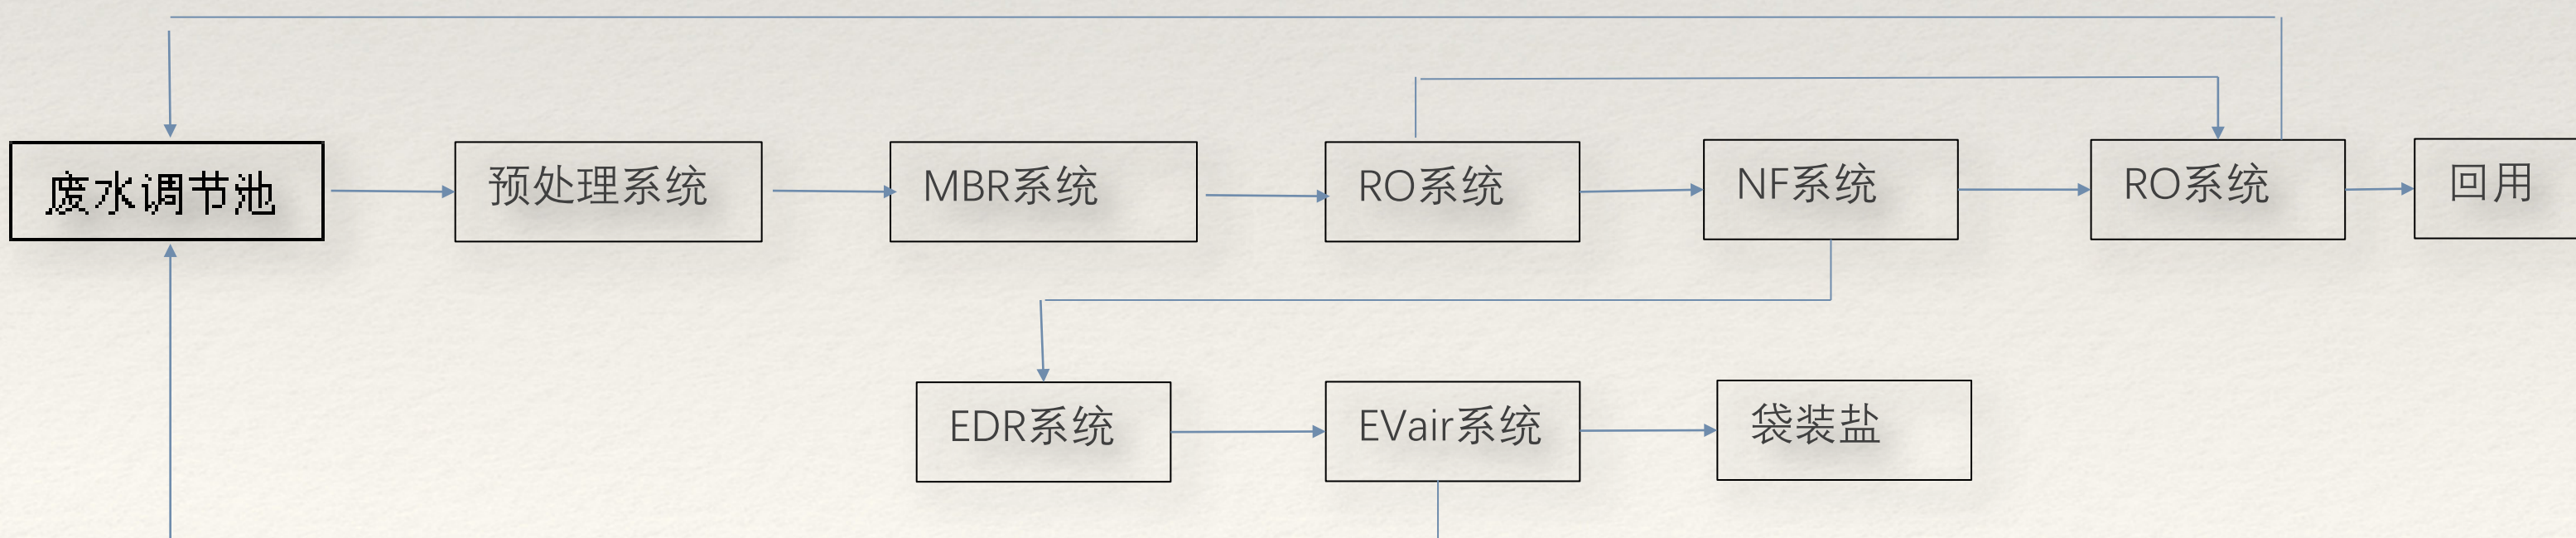 废水调节池
预处理系统
MBR系统
RO系统
NF系统
RO系统
回用
EDR系统
EVair系统
袋装盐